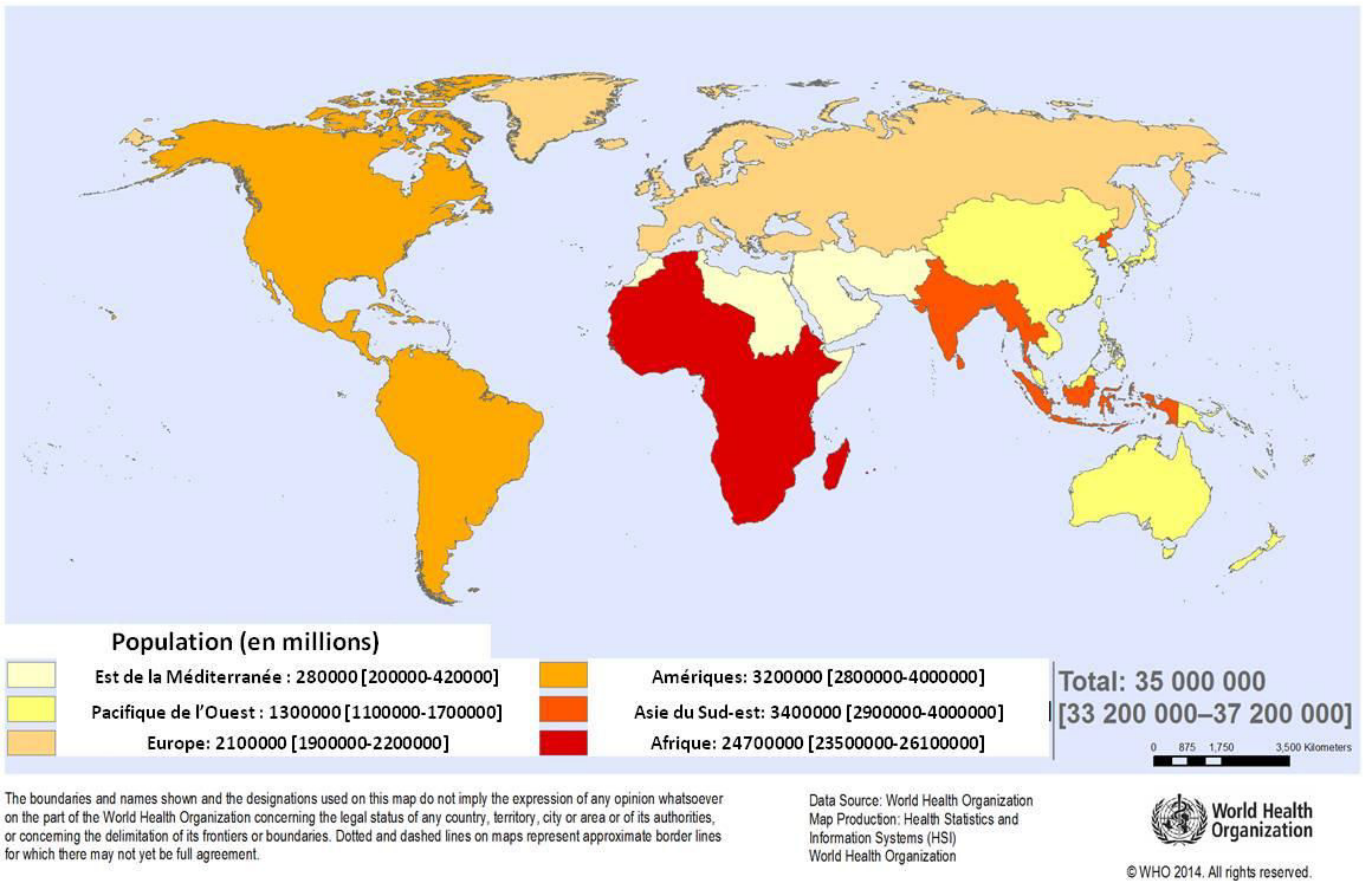 Population (en millions)
Est de la Méditerranée : 280000 [200000-420000]
Pacifique de l'Ouest : 1300000 [1100000-1700000]
Europe: 2100000 [1900000-2200000]
Amériques: 3200000 [2800000-4000000]
Asie du Sud-est: 3400000 [2900000-4000000]
Afrique: 24700000 [23500000-26100000]
Total: 35 000 000
[33 200 000–37 200 000]
0 875 1,750 3,500 Kilometers
The boundaries and names shown and the designations used on this map do not imply the expression of any opinion whatsoever
on the part of the World Health Organization concerning the legal status of any country, territory, city or area or of its authorities,
or concerning the delimitation of its frontiers or boundaries. Dotted and dashed lines on maps represent approximate border lines
for which there may not yet be full agreement.
Data Source: World Health Organization
Map Production: Health Statistics and
Information Systems (HSI)
World Health Organization
World Health
Organization
© WHO 2014. All rights reserved.